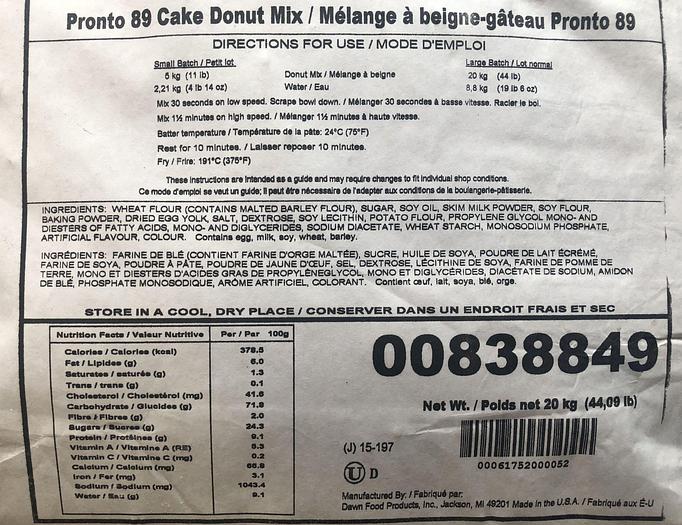 Pronto 89 Cake Donut Mix / Mélange à beigne-gâteau Pronto 89
DIRECTIONS FOR USE / MODE D'EMPLOI
Small Batch / Petit lot Large Batch / Lot normal
5 kg (11 lb) Donut Mix / Mélange à beigne 20 kg (44 lb)
2,21 kg (4 lb 14 oz) Water / Eau 8,8 kg (19 lb 6 oz)
Mix 30 seconds on low speed. Scrape bowl down. / Mélanger 30 secondes à basse vitesse. Racler le bol.
Mix 1½ minutes on high speed. / Mélanger 1½ minutes à haute vitesse.
Batter temperature / Température de la pâte: 24°C (75°F)
Rest for 10 minutes. / Laisser reposer 10 minutes.
Fry / Frire: 191°C (375°F)
These instructions are intended as a guide and may require changes to fit individual shop conditions.
Ce mode d'emploi se veut un guide; il peut être nécessaire de l'adapter aux conditions de la boulangerie-pâtisserie.
INGREDIENTS: WHEAT FLOUR (CONTAINS MALTED BARLEY FLOUR), SUGAR, SOY OIL, SKIM MILK POWDER, SOY FLOUR,
BAKING POWDER, DRIED EGG YOLK, SALT, DEXTROSE, SOY LECITHIN, POTATO FLOUR, PROPYLENE GLYCOL MONO- AND
DIESTERS OF FATTY ACIDS, MONO- AND DIGLYCERIDES, SODIUM DIACETATE, WHEAT STARCH, MONOSODIUM PHOSPHATE,
ARTIFICIAL FLAVOUR, COLOUR. Contains egg, milk, soy, wheat, barley.
INGRÉDIENTS: FARINE DE BLÉ (CONTIENT FARINE D'ORGE MALTÉE), SUCRE, HUILE DE SOYA, POUDRE DE LAIT ÉCRÉMÉ,
FARINE DE SOYA, POUDRE À PÂTE, POUDRE DE JAUNE D'ŒUF, SEL, DEXTROSE, LÉCITHINE DE SOYA, FARINE DE POMME DE
TERRE, MONO ET DIESTERS D'ACIDES GRAS DE PROPYLÈNEGLYCOL, MONO ET DIGLYCÉRIDES, DIACÉTATE DE SODIUM, AMIDON
DE BLÉ, PHOSPHATE MONOSODIQUE, ARÔME ARTIFICIEL, COLORANT. Contient œuf, lait, soya, blé, orge.
STORE IN A COOL, DRY PLACE / CONSERVER DANS UN ENDROIT FRAIS ET SEC
Nutrition Facts / Valeur Nutritive Per / Par 100g
Calories / Calories (kcal) 378.5
Fat / Lipides (g) 6.0
Saturates / saturés (g) 1.3
Trans / trans (g) 0.1
Cholesterol / Cholestérol (mg) 41.6
Carbohydrate / Glucides (g) 71.8
Fibre / Fibres (g) 2.0
Sugars / Sucres (g) 24.3
Protein / Protéines (g) 9.1
Vitamin A / Vitamine A (RE) 6.3
Vitamin C / Vitamine C (mg) 0.2
Calcium / Calcium (mg) 66.8
Iron / Fer (mg) 3.1
Sodium / Sodium (mg) 1043.4
Water / Eau (g) 9.1
00838849
Net Wt. / Poids net 20 kg (44,09 lb)
(J) 15-197
U D
00061752000052
Manufactured By: / Fabriqué par:
Dawn Food Products, Inc., Jackson, MI 49201 Made in the U.S.A. / Fabriqué aux É-U